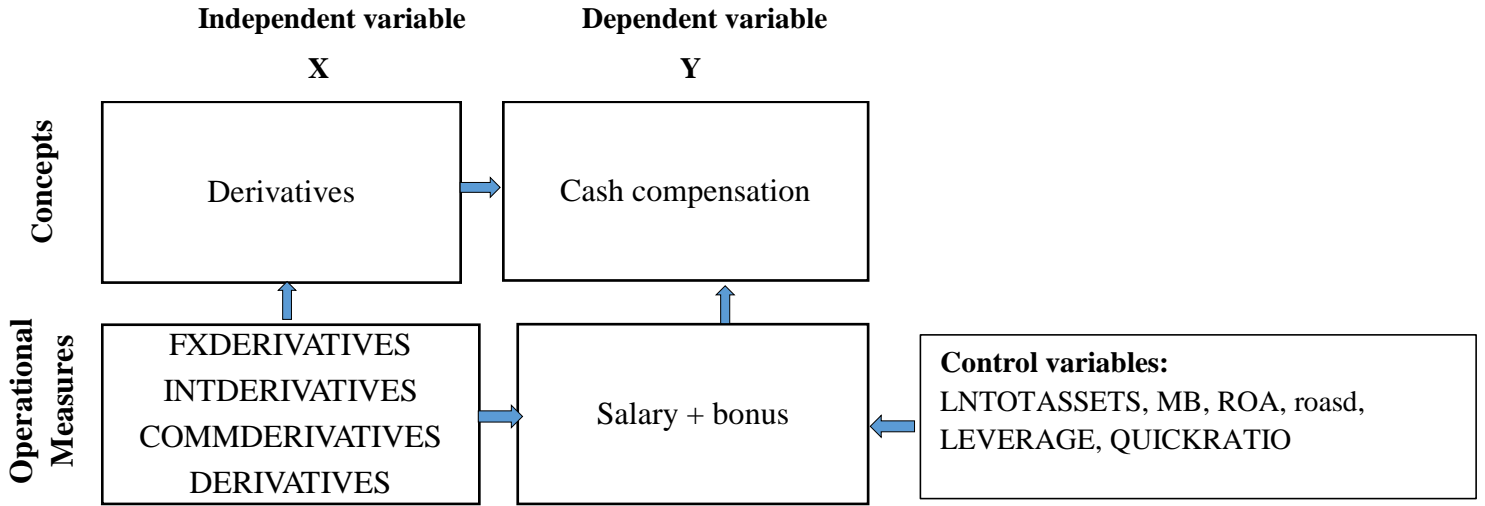 Independent variable
Dependent variable
X
Y
Concepts
Derivatives
Cash compensation
Operational
Measures
FXDERIVATIVES
INTDERIVATIVES
COMMDERIVATIVES
DERIVATIVES
Salary + bonus
Control variables:
LNTOTASSETS, MB, ROA, roasd,
LEVERAGE, QUICKRATIO